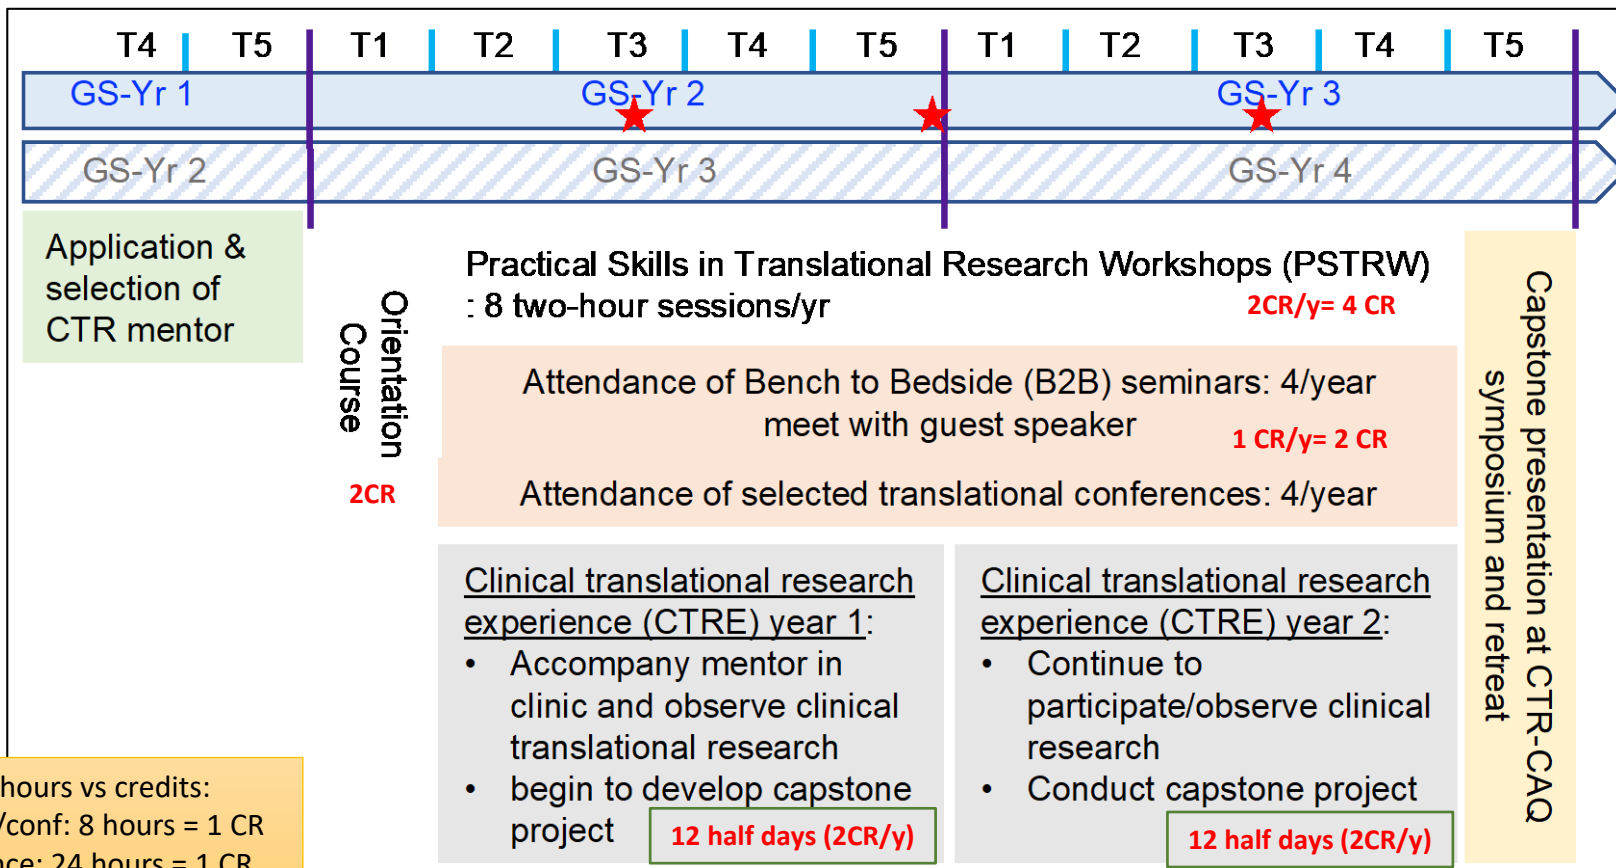 T4 T5 T1 T2 T3 T4 T5 T1 T2 T3 T4 T5
GS-Yr 1 GS-Yr 2 GS-Yr 3
GS-Yr 2 GS-Yr 3 GS-Yr 4
Application &
selection of
CTR mentor
Orientation
Course
2CR
Practical Skills in Translational Research Workshops (PSTRW)
: 8 two-hour sessions/yr
2CR/y= 4 CR
Attendance of Bench to Bedside (B2B) seminars: 4/year
meet with guest speaker
1 CR/y= 2 CR
Attendance of selected translational conferences: 4/year
Clinical translational research
experience (CTRE) year 1:
• Accompany mentor in
clinic and observe clinical
translational research
• begin to develop capstone
project
12 half days (2CR/y)
Clinical translational research
experience (CTRE) year 2:
• Continue to
participate/observe clinical
research
• Conduct capstone project
12 half days (2CR/y)
Capstone presentation at CTR-CAQ
symposium and retreat
hours vs credits:
/conf: 8 hours = 1 CR
nce: 24 hours = 1 CR